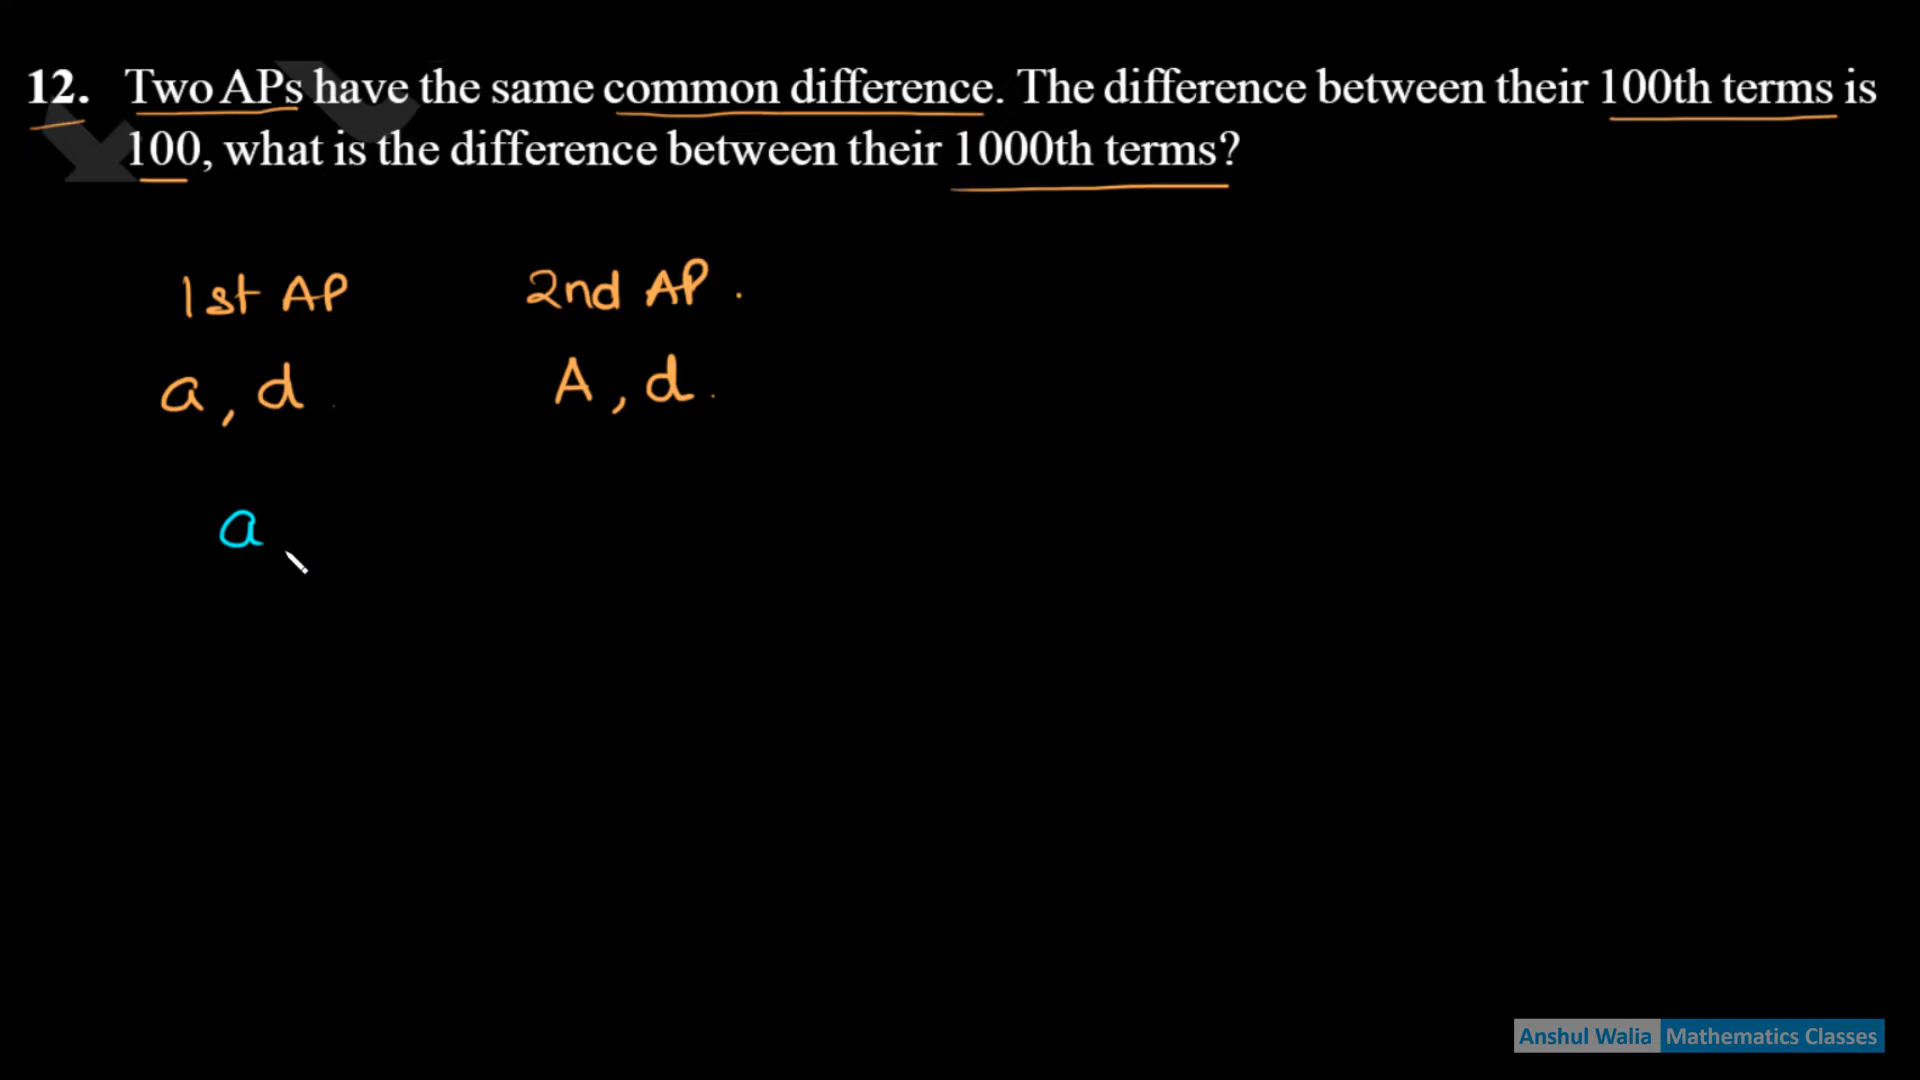 12. Two APs have the same common difference. The difference between their 100th terms is
100, what is the difference between their 1000th terms?
1st AP 2nd AP.
a, d. A, d.
a
Anshul Walia Mathematics Classes